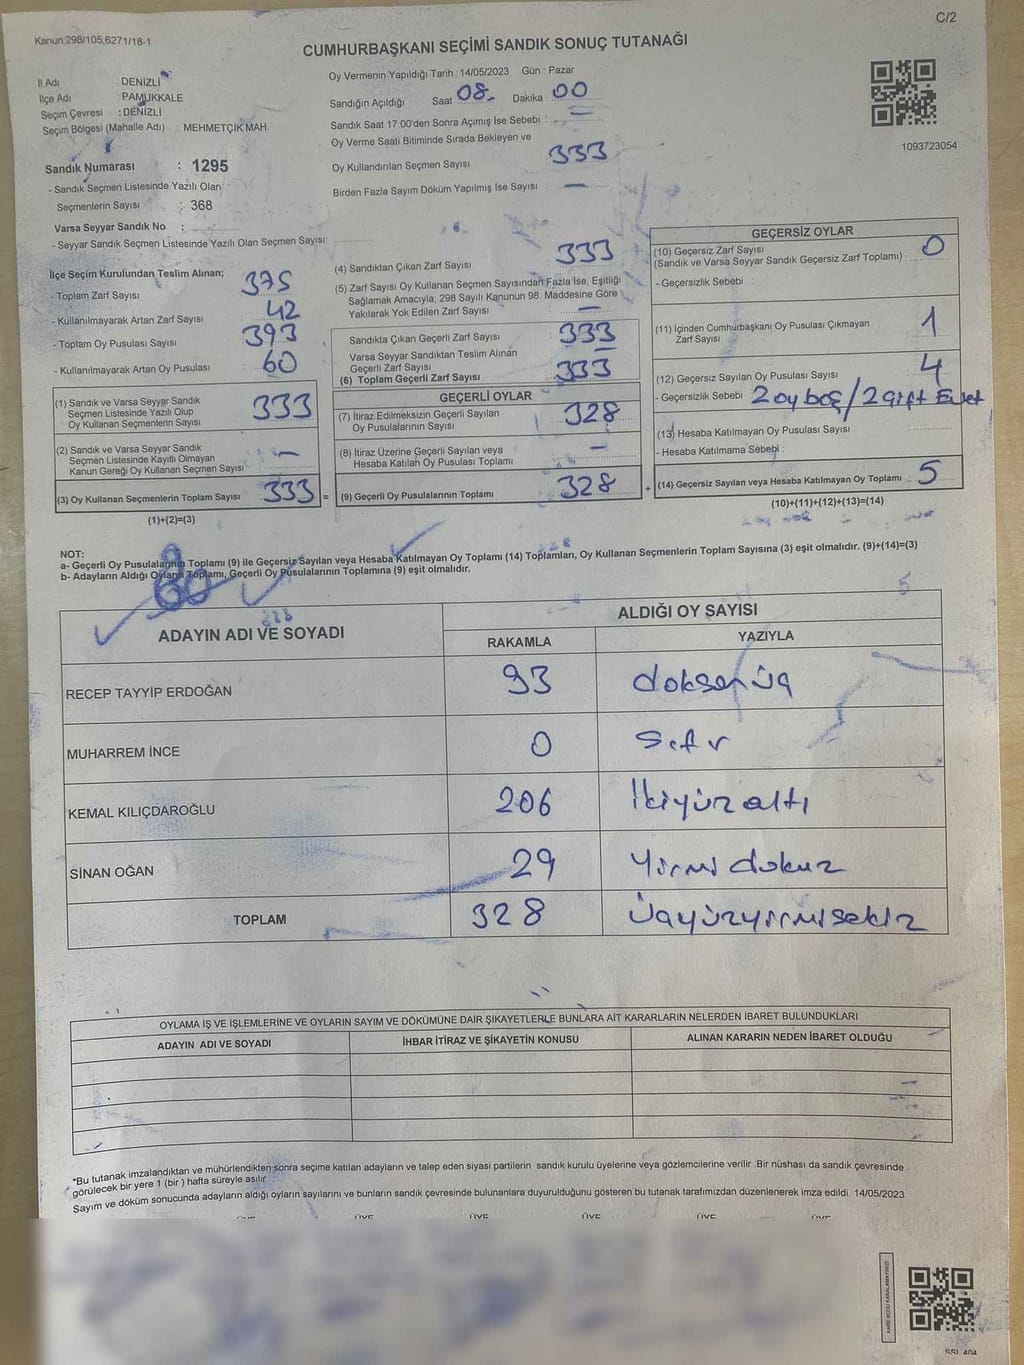 C/2
Kanun:298/105,6271/18-1
CUMHURBAŞKANI SEÇİMİ SANDIK SONUÇ TUTANAĞI
İl Adı : DENİZLİ
İlçe Adı : PAMUKKALE
Seçim Çevresi : DENİZLİ
Seçim Bölgesi (Mahalle Adı) MEHMETÇİK MAH.
Sandık Numarası : 1295
- Sandık Seçmen Listesinde Yazılı Olan
Seçmenlerin Sayısı : 368
Varsa Seyyar Sandık No :
- Seyyar Sandık Seçmen Listesinde Yazılı Olan Seçmen Sayısı
Oy Vermenin Yapıldığı Tarih : 14/05/2023 Gün : Pazar
Sandığın Açıldığı Saat 08 Dakika 00
Sandık Saat 17:00'den Sonra Açımış İse Sebebi : —
Oy Verme Saati Bitiminde Sırada Bekleyen ve
Oy Kullandırılan Seçmen Sayısı 333
Birden Fazla Sayım Döküm Yapılmış İse Sayısı —
1093723054
İlçe Seçim Kurulundan Teslim Alınan;
- Toplam Zarf Sayısı 375
- Kullanılmayarak Artan Zarf Sayısı 42
- Toplam Oy Pusulası Sayısı 393
- Kullanılmayarak Artan Oy Pusulası 60
(1) Sandık ve Varsa Seyyar Sandık
Seçmen Listesinde Yazılı Olup
Oy Kullanan Seçmenlerin Sayısı 333
(2) Sandık ve Varsa Seyyar Sandık
Seçmen Listesinde Kayıtlı Olmayan
Kanun Gereği Oy Kullanan Seçmen Sayısı —
(3) Oy Kullanan Seçmenlerin Toplam Sayısı 333 =
(1)+(2)=(3)
(4) Sandıktan Çıkan Zarf Sayısı 333
(5) Zarf Sayısı Oy Kullanan Seçmen Sayısından Fazla İse, Eşitliği
Sağlamak Amacıyla; 298 Sayılı Kanunun 98. Maddesine Göre
Yakılarak Yok Edilen Zarf Sayısı —
Sandıkta Çıkan Geçerli Zarf Sayısı 333
Varsa Seyyar Sandıktan Teslim Alınan
Geçerli Zarf Sayısı —
(6) Toplam Geçerli Zarf Sayısı 333
GEÇERLİ OYLAR
(7) İtiraz Edilmeksizin Geçerli Sayılan
Oy Pusulalarının Sayısı 328
(8) İtiraz Üzerine Geçerli Sayılan veya
Hesaba Katılan Oy Pusulası Toplamı —
(9) Geçerli Oy Pusulalarının Toplamı 328 +
GEÇERSİZ OYLAR
(10) Geçersiz Zarf Sayısı 0
(Sandık ve Varsa Seyyar Sandık Geçersiz Zarf Toplamı) :
- Geçersizlik Sebebi :
(11) İçinden Cumhurbaşkanı Oy Pusulası Çıkmayan
Zarf Sayısı 1
(12) Geçersiz Sayılan Oy Pusulası Sayısı 4
- Geçersizlik Sebebi 2 oy boş / 2 çift Evet
(13) Hesaba Katılmayan Oy Pusulası Sayısı
- Hesaba Katılmama Sebebi :
(14) Geçersiz Sayılan veya Hesaba Katılmayan Oy Toplamı : 5
(10)+(11)+(12)+(13)=(14)
NOT:
a- Geçerli Oy Pusulalarının Toplamı (9) ile Geçersiz Sayılan veya Hesaba Katılmayan Oy Toplamı (14) Toplamları, Oy Kullanan Seçmenlerin Toplam Sayısına (3) eşit olmalıdır. (9)+(14)=(3)
b- Adayların Aldığı Oyların Toplamı, Geçerli Oy Pusulalarının Toplamına (9) eşit olmalıdır.
ADAYIN ADI VE SOYADI
ALDIĞI OY SAYISI
RAKAMLA YAZIYLA
RECEP TAYYİP ERDOĞAN 93 doksan üç
MUHARREM İNCE 0 Sıfır
KEMAL KILIÇDAROĞLU 206 İkiyüz altı
SİNAN OĞAN 29 Yirmi dokuz
TOPLAM 328 Üçyüzyirmisekiz
OYLAMA İŞ VE İŞLEMLERİNE VE OYLARIN SAYIM VE DÖKÜMÜNE DAİR ŞİKAYETLERLE BUNLARA AİT KARARLARIN NELERDEN İBARET BULUNDUKLARI
ADAYIN ADI VE SOYADI İHBAR İTİRAZ VE ŞİKAYETİN KONUSU ALINAN KARARIN NEDEN İBARET OLDUĞU
*Bu tutanak imzalandıktan ve mühürlendikten sonra seçime katılan adayların ve talep eden siyasi partilerin sandık kurulu üyelerine veya gözlemcilerine verilir. Bir nüshası da sandık çevresinde
görülecek bir yere 1 (bir ) hafta süreyle asılır.
Sayım ve döküm sonucunda adayların aldığı oyların sayılarını ve bunların sandık çevresinde bulunanlara duyurulduğunu gösteren bu tutanak tarafımızdan düzenlenerek imza edildi. 14/05/2023
ÜYE ÜYE ÜYE ÜYE ÜYE ÜYE